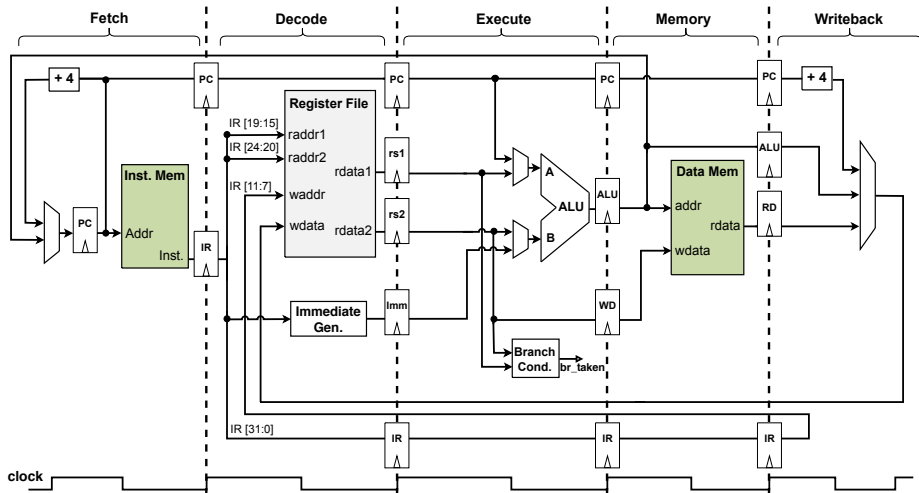 Fetch
Decode
Execute
Memory
Writeback
+ 4
PC
PC
PC
PC
+ 4
Register File
IR [19:15]
raddr1
IR [24:20]
raddr2
rdata1
rs1
IR [11:7]
waddr
rs2
wdata
rdata2
Inst. Mem
PC
Addr
Inst.
IR
A
ALU
B
ALU
ALU
Data Mem
addr
RD
rdata
wdata
Immediate
Gen.
Imm
WD
Branch
Cond.
br_taken
IR [31:0]
IR
IR
IR
clock